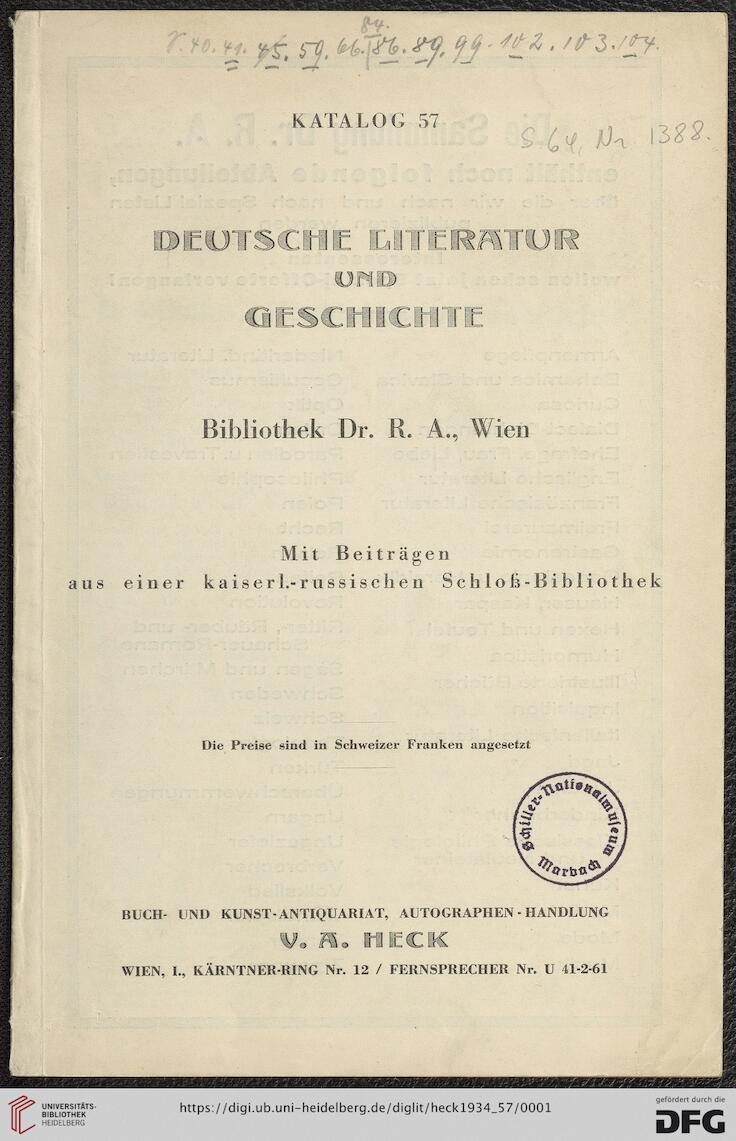 84.
V. 40. 41. 45. 59. 66. 86. 89. 99. 102. 103. 104.
KATALOG 57
S 64, Nr 1388.
DEUTSCHE LITERATUR
UND
GESCHICHTE
Bibliothek Dr. R. A., Wien
Mit Beiträgen
aus einer kaiserl.-russischen Schloß-Bibliothek
Die Preise sind in Schweizer Franken angesetzt
Schiller-Nationalmuseum
Marbach
BUCH- UND KUNST-ANTIQUARIAT, AUTOGRAPHEN-HANDLUNG
V. A. HECK
WIEN, I., KÄRNTNER-RING Nr. 12 / FERNSPRECHER Nr. U 41-2-61
UNIVERSITÄTS-
BIBLIOTHEK
HEIDELBERG
https://digi.ub.uni-heidelberg.de/diglit/heck1934_57/0001
gefördert durch die
DFG